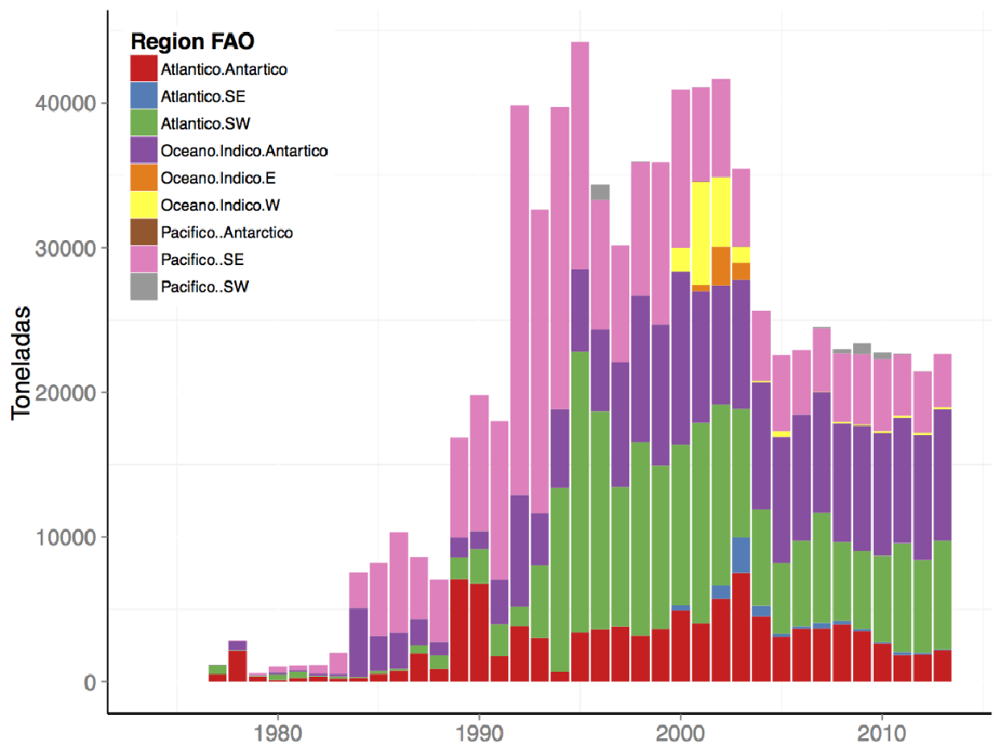 Region FAO
Atlantico.Antartico
Atlantico.SE
Atlantico.SW
Oceano.Indico.Antartico
Oceano.Indico.E
Oceano.Indico.W
Pacifico..Antarctico
Pacifico..SE
Pacifico..SW
Toneladas
40000
30000
20000
10000
0
1980 1990 2000 2010